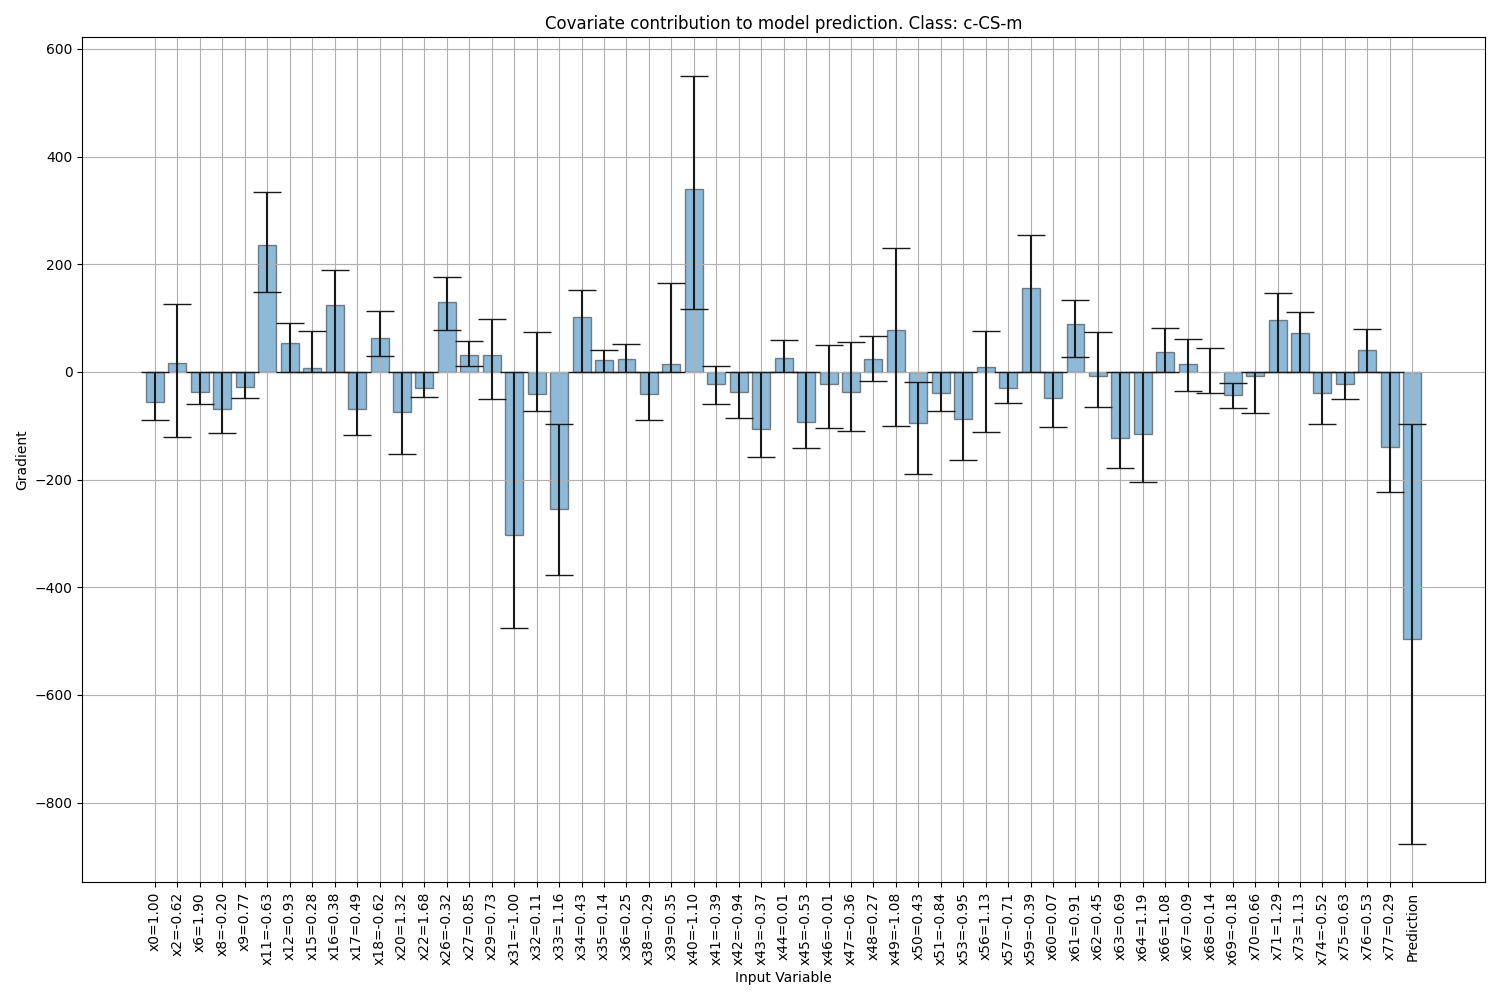 Covariate contribution to model prediction. Class: c-CS-m
Gradient
600
400
200
0
−200
−400
−600
−800
x0=1.00
x2=-0.62
x6=1.90
x8=-0.20
x9=0.77
x11=-0.63
x12=0.93
x15=0.28
x16=0.38
x17=0.49
x18=-0.62
x20=1.32
x22=1.68
x26=-0.32
x27=0.85
x29=0.73
x31=-1.00
x32=0.11
x33=1.16
x34=0.43
x35=0.14
x36=0.25
x38=-0.29
x39=0.35
x40=-1.10
x41=-0.39
x42=-0.94
x43=-0.37
x44=0.01
x45=-0.53
x46=-0.01
x47=-0.36
x48=0.27
x49=-1.08
x50=0.43
x51=-0.84
x53=-0.95
x56=1.13
x57=-0.71
x59=-0.39
x60=0.07
x61=0.91
x62=0.45
x63=0.69
x64=1.19
x66=1.08
x67=0.09
x68=0.14
x69=-0.18
x70=0.66
x71=1.29
x73=1.13
x74=-0.52
x75=0.63
x76=0.53
x77=0.29
Prediction
Input Variable